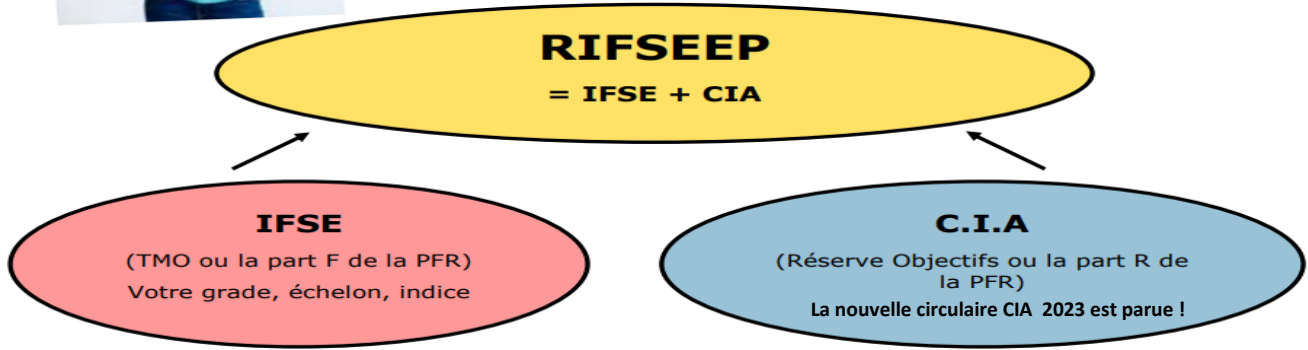 RIFSEEP
= IFSE + CIA
IFSE
(TMO ou la part F de la PFR)
Votre grade, échelon, indice
C.I.A
(Réserve Objectifs ou la part R de
la PFR)
La nouvelle circulaire CIA 2023 est parue !